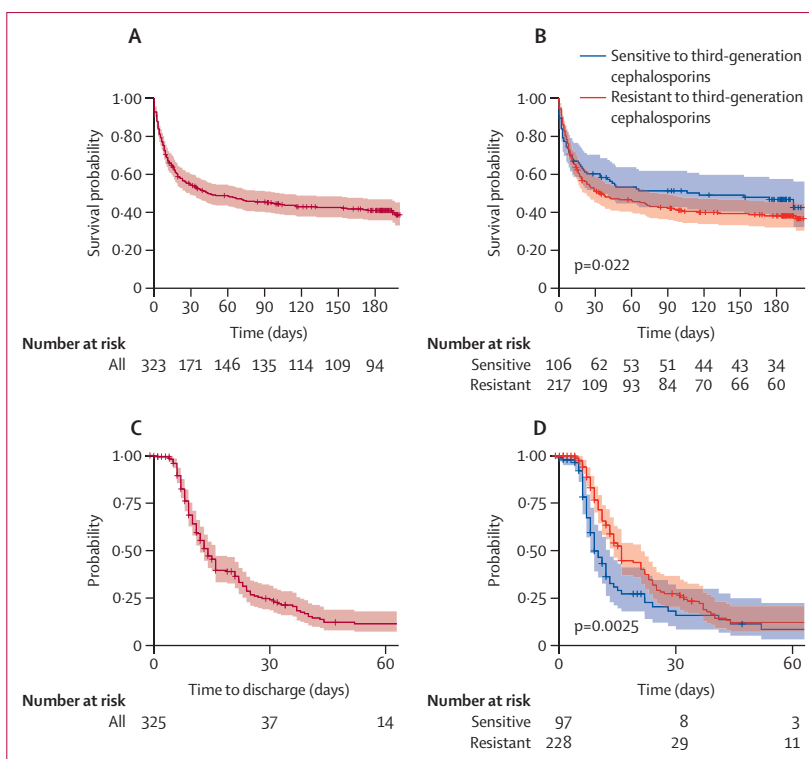 A
B
Sensitive to third-generation
cephalosporins
Resistant to third-generation
cephalosporins
1·00
0·80
0·60
0·40
0·20
0
Survival probability
0 30 60 90 120 150 180
Time (days)
Number at risk
All 323 171 146 135 114 109 94
1·00
0·80
0·60
0·40
0·20
0
Survival probability
p=0·022
0 30 60 90 120 150 180
Time (days)
Number at risk
Sensitive 106 62 53 51 44 43 34
Resistant 217 109 93 84 70 66 60
C
1·00
0·75
0·50
0·25
0
Probability
0 30 60
Time to discharge (days)
Number at risk
All 325 37 14
D
1·00
0·75
0·50
0·25
0
Probability
p=0.0025
0 30 60
Time (days)
Number at risk
Sensitive 97 8 3
Resistant 228 29 11